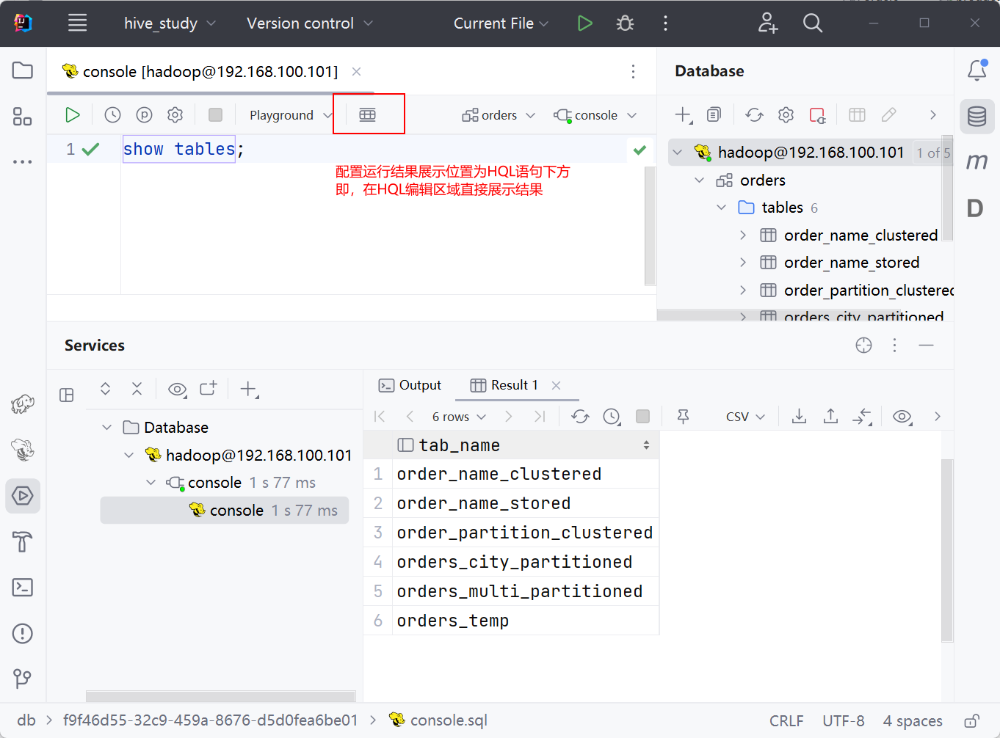 hive_study Version control Current File
console [hadoop@192.168.100.101]
Database
Playground
orders console
1 show tables;
配置运行结果展示位置为HQL语句下方
即，在HQL编辑区域直接展示结果
hadoop@192.168.100.101 1 of 5
orders
tables 6
order_name_clustered
order_name_stored
order_partition_clustered
orders_city_partitioned
m
D
Services
Output Result 1
6 rows CSV
Database
hadoop@192.168.100.101
console 1 s 77 ms
console 1 s 77 ms
tab_name
1 order_name_clustered
2 order_name_stored
3 order_partition_clustered
4 orders_city_partitioned
5 orders_multi_partitioned
6 orders_temp
db > f9f46d55-32c9-459a-8676-d5d0fea6be01 > console.sql CRLF UTF-8 4 spaces